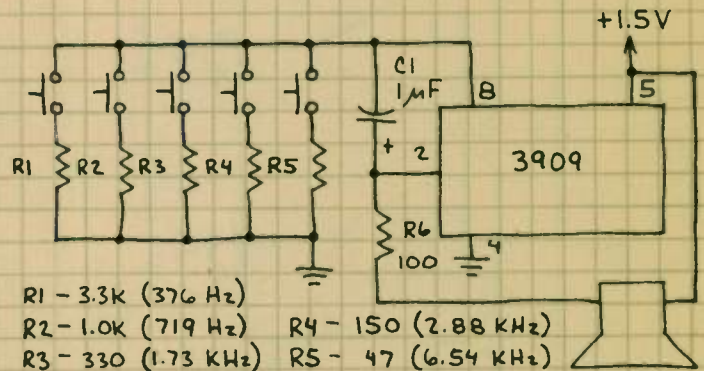 +1.5V
C1
1µF
8
5
+
2
3909
R1 R2 R3 R4 R5
R6
100
4
R1 - 3.3K (376 Hz)
R2 - 1.0K (719 Hz) R4 - 150 (2.88 KHz)
R3 - 330 (1.73 KHz) R5 - 47 (6.54 KHz)